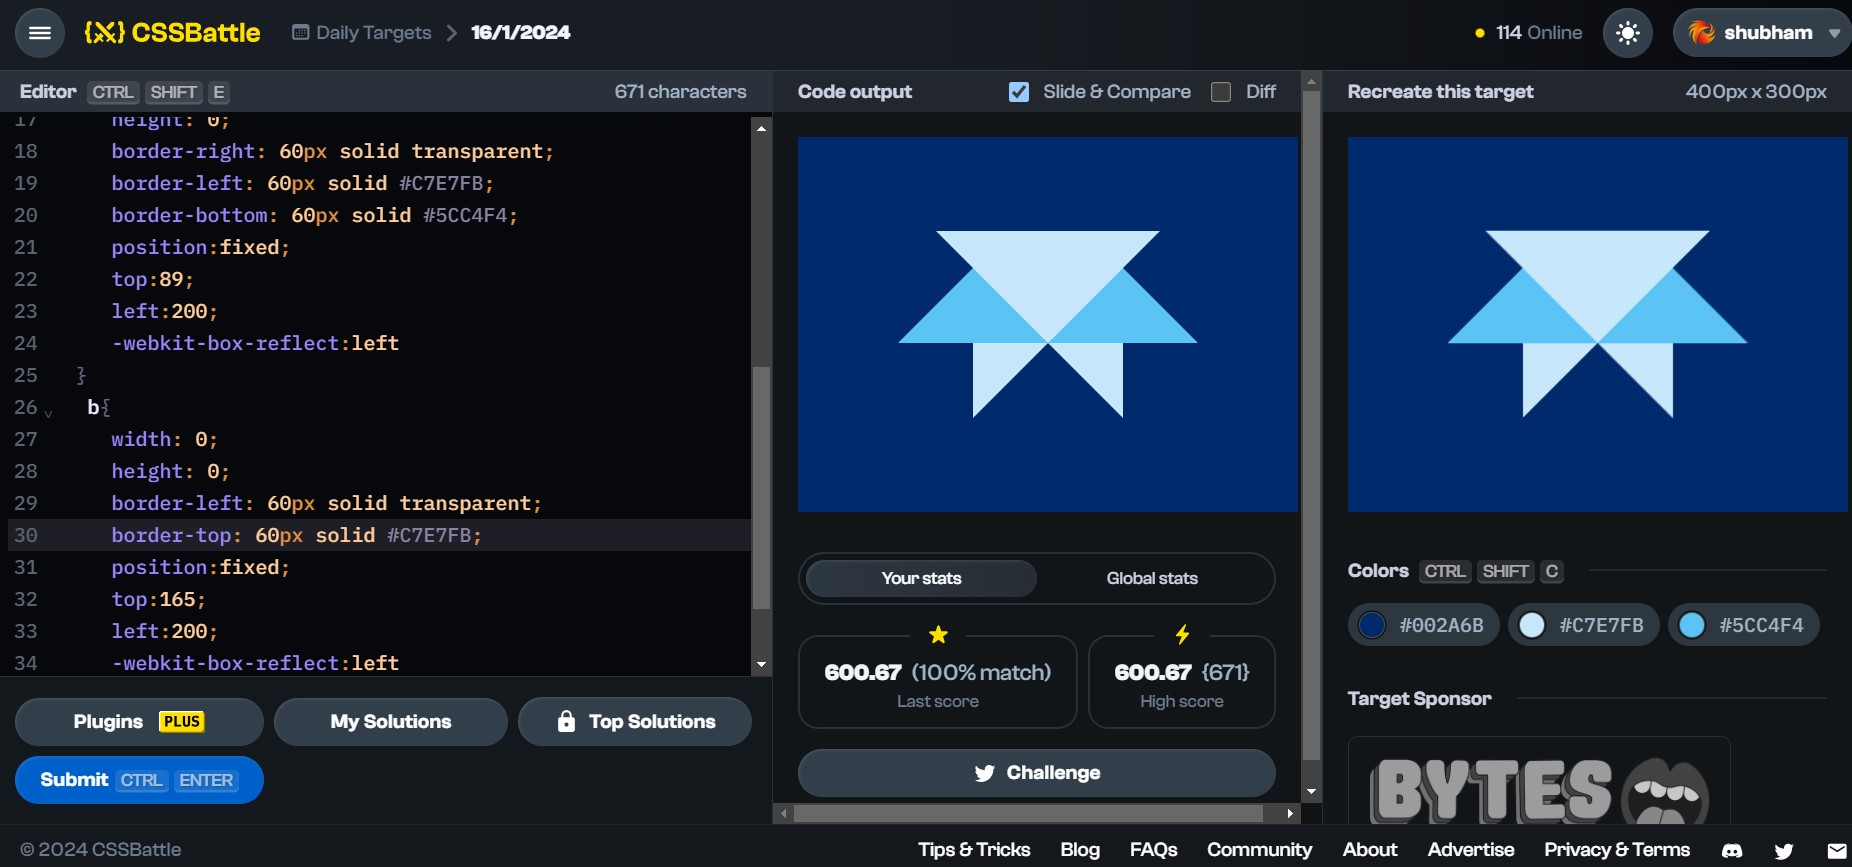 CSSBattle
Daily Targets
16/1/2024
114 Online
shubham
Editor CTRL SHIFT E
671 characters
17 height: 0;
18 border-right: 60px solid transparent;
19 border-left: 60px solid #C7E7FB;
20 border-bottom: 60px solid #5CC4F4;
21 position:fixed;
22 top:89;
23 left:200;
24 -webkit-box-reflect:left
25 }
26 b{
27 width: 0;
28 height: 0;
29 border-left: 60px solid transparent;
30 border-top: 60px solid #C7E7FB;
31 position:fixed;
32 top:165;
33 left:200;
34 -webkit-box-reflect:left
Plugins PLUS
My Solutions
Top Solutions
Submit CTRL ENTER
Code output
Slide & Compare
Diff
Your stats
Global stats
600.67 (100% match)
Last score
600.67 {671}
High score
Challenge
Recreate this target
400px x 300px
Colors CTRL SHIFT C
#002A6B
#C7E7FB
#5CC4F4
Target Sponsor
BYTES
© 2024 CSSBattle
Tips & Tricks
Blog
FAQs
Community
About
Advertise
Privacy & Terms